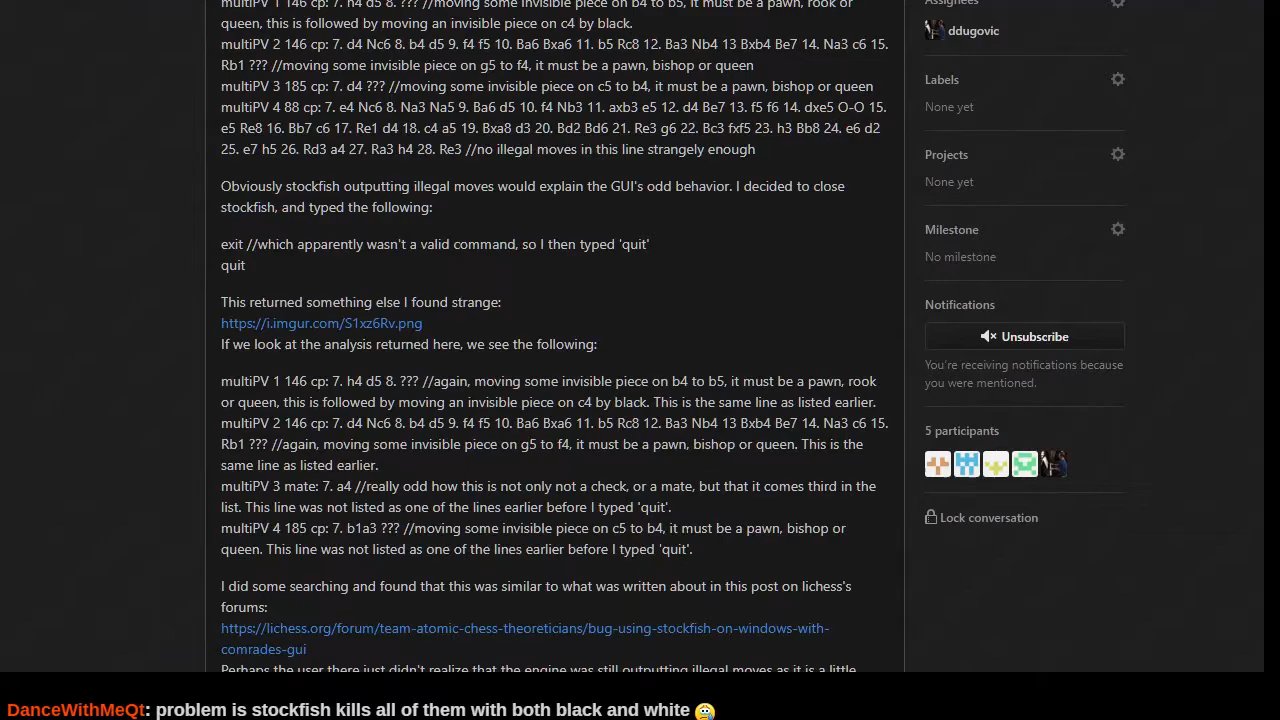 multiPV 1 146 cp: 7. h4 d5 8. ??? //moving some invisible piece on b4 to b5, it must be a pawn, rook or
queen, this is followed by moving an invisible piece on c4 by black.
multiPV 2 146 cp: 7. d4 Nc6 8. b4 d5 9. f4 f5 10. Ba6 Bxa6 11. b5 Rc8 12. Ba3 Nb4 13 Bxb4 Be7 14. Na3 c6 15.
Rb1 ??? //moving some invisible piece on g5 to f4, it must be a pawn, bishop or queen
multiPV 3 185 cp: 7. d4 ??? //moving some invisible piece on c5 to b4, it must be a pawn, bishop or queen
multiPV 4 88 cp: 7. e4 Nc6 8. Na3 Na5 9. Ba6 d5 10. f4 Nb3 11. axb3 e5 12. d4 Be7 13. f5 f6 14. dxe5 O-O 15.
e5 Re8 16. Bb7 c6 17. Re1 d4 18. c4 a5 19. Bxa8 d3 20. Bd2 Bd6 21. Re3 g6 22. Bc3 fxf5 23. h3 Bb8 24. e6 d2
25. e7 h5 26. Rd3 a4 27. Ra3 h4 28. Re3 //no illegal moves in this line strangely enough
Obviously stockfish outputting illegal moves would explain the GUI's odd behavior. I decided to close
stockfish, and typed the following:
exit //which apparently wasn't a valid command, so I then typed 'quit'
quit
This returned something else I found strange:
https://i.imgur.com/S1xz6Rv.png
If we look at the analysis returned here, we see the following:
multiPV 1 146 cp: 7. h4 d5 8. ??? //again, moving some invisible piece on b4 to b5, it must be a pawn, rook
or queen, this is followed by moving an invisible piece on c4 by black. This is the same line as listed earlier.
multiPV 2 146 cp: 7. d4 Nc6 8. b4 d5 9. f4 f5 10. Ba6 Bxa6 11. b5 Rc8 12. Ba3 Nb4 13 Bxb4 Be7 14. Na3 c6 15.
Rb1 ??? //again, moving some invisible piece on g5 to f4, it must be a pawn, bishop or queen. This is the
same line as listed earlier.
multiPV 3 mate: 7. a4 //really odd how this is not only not a check, or a mate, but that it comes third in the
list. This line was not listed as one of the lines earlier before I typed 'quit'.
multiPV 4 185 cp: 7. b1a3 ??? //moving some invisible piece on c5 to b4, it must be a pawn, bishop or
queen. This line was not listed as one of the lines earlier before I typed 'quit'.
I did some searching and found that this was similar to what was written about in this post on lichess's
forums:
https://lichess.org/forum/team-atomic-chess-theoreticians/bug-using-stockfish-on-windows-with-
comrades-gui
Perhaps the user there just didn't realize that the engine was still outputting illegal moves as it is a little
Assignees
ddugovic
Labels
None yet
Projects
None yet
Milestone
No milestone
Notifications
Unsubscribe
You're receiving notifications because
you were mentioned.
5 participants
Lock conversation
DanceWithMeQt: problem is stockfish kills all of them with both black and white